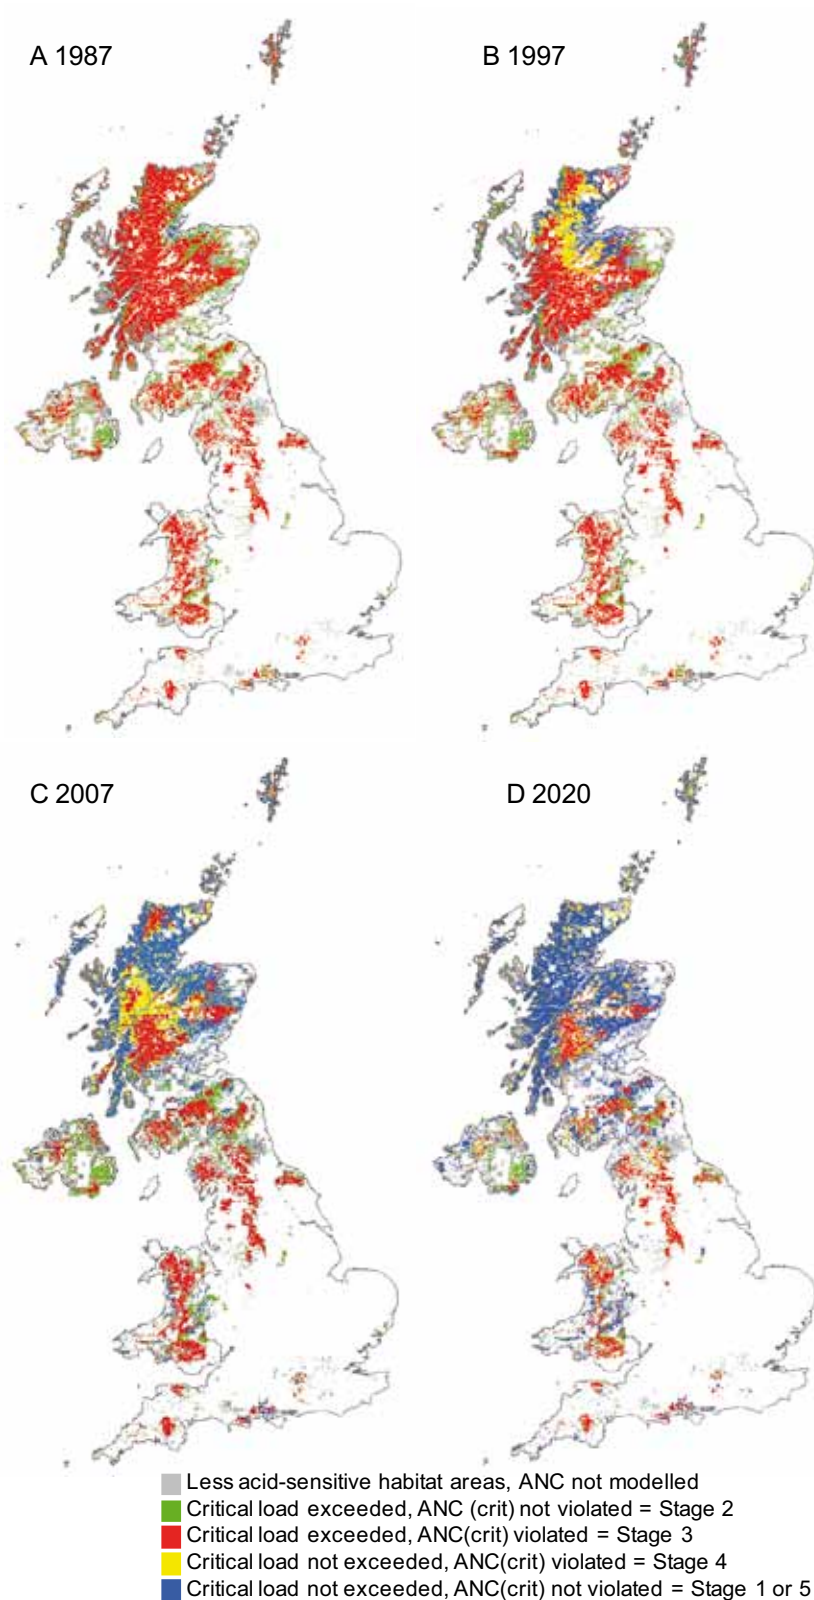 A 1987
B 1997
C 2007
D 2020
Less acid-sensitive habitat areas, ANC not modelled
Critical load exceeded, ANC (crit) not violated = Stage 2
Critical load exceeded, ANC(crit) violated = Stage 3
Critical load not exceeded, ANC(crit) violated = Stage 4
Critical load not exceeded, ANC(crit) not violated = Stage 1 or 5